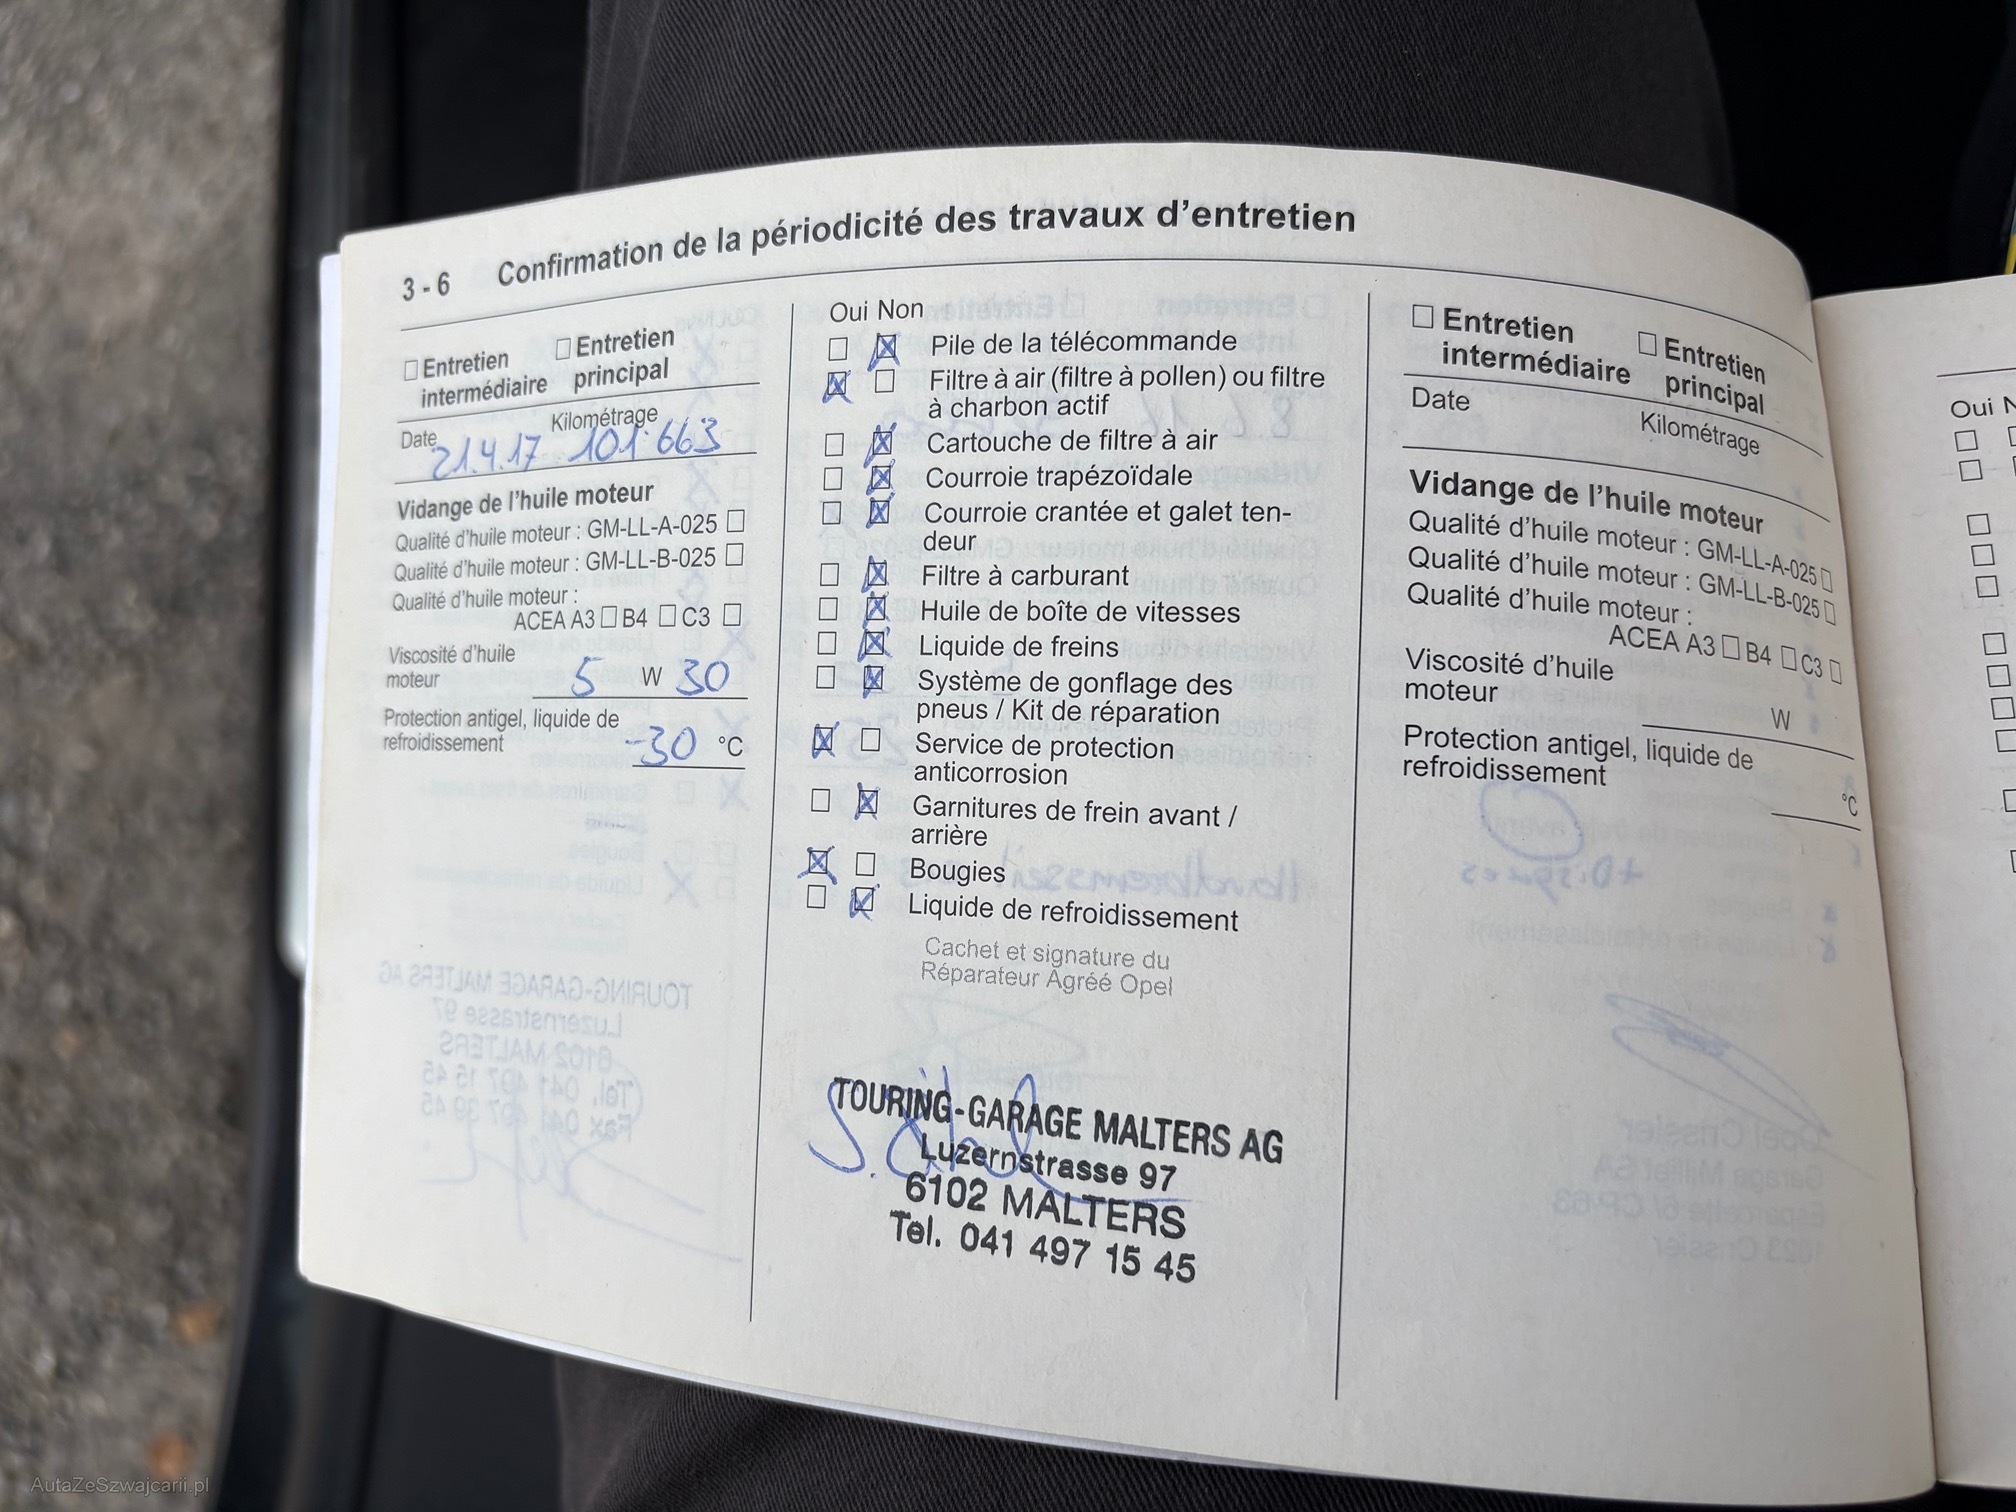 3 - 6 Confirmation de la périodicité des travaux d'entretien
☐ Entretien intermédiaire ☐ Entretien principal
Date Kilométrage
21.4.17 101.663
Vidange de l'huile moteur
Qualité d'huile moteur : GM-LL-A-025 ☐
Qualité d'huile moteur : GM-LL-B-025 ☐
Qualité d'huile moteur :
ACEA A3 ☐ B4 ☐ C3 ☐
Viscosité d'huile
moteur 5 W 30
Protection antigel, liquide de
refroidissement -30 °C
Oui Non
☐ ☒ Pile de la télécommande
☒ ☐ Filtre à air (filtre à pollen) ou filtre
à charbon actif
☐ ☒ Cartouche de filtre à air
☐ ☒ Courroie trapézoïdale
☐ ☒ Courroie crantée et galet ten-
deur
☐ ☒ Filtre à carburant
☐ ☒ Huile de boîte de vitesses
☐ ☒ Liquide de freins
☐ ☒ Système de gonflage des
pneus / Kit de réparation
☒ ☐ Service de protection
anticorrosion
☐ ☒ Garnitures de frein avant /
arrière
☒ ☐ Bougies
☐ ☒ Liquide de refroidissement
Cachet et signature du
Réparateur Agréé Opel
TOURING-GARAGE MALTERS AG
Luzernstrasse 97
6102 MALTERS
Tel. 041 497 15 45
☐ Entretien intermédiaire ☐ Entretien principal
Date Kilométrage
Vidange de l'huile moteur
Qualité d'huile moteur : GM-LL-A-025 ☐
Qualité d'huile moteur : GM-LL-B-025 ☐
Qualité d'huile moteur :
ACEA A3 ☐ B4 ☐ C3 ☐
Viscosité d'huile
moteur W
Protection antigel, liquide de
refroidissement
°C
Oui
AutaZeSzwajcarii.pl